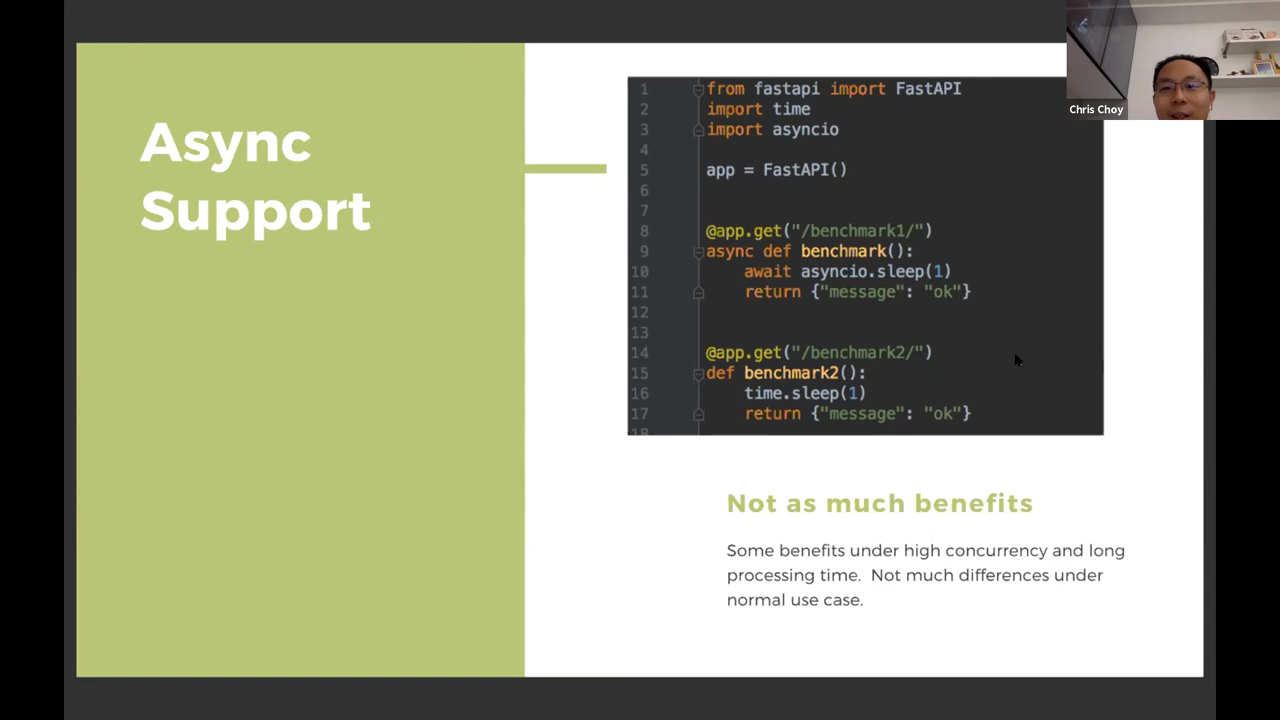 Async
Support
1 from fastapi import FastAPI
2 import time
3 import asyncio
4
5 app = FastAPI()
6
7
8 @app.get("/benchmark1/")
9 async def benchmark():
10 await asyncio.sleep(1)
11 return {"message": "ok"}
12
13
14 @app.get("/benchmark2/")
15 def benchmark2():
16 time.sleep(1)
17 return {"message": "ok"}
18
Chris Choy
Not as much benefits
Some benefits under high concurrency and long
processing time. Not much differences under
normal use case.